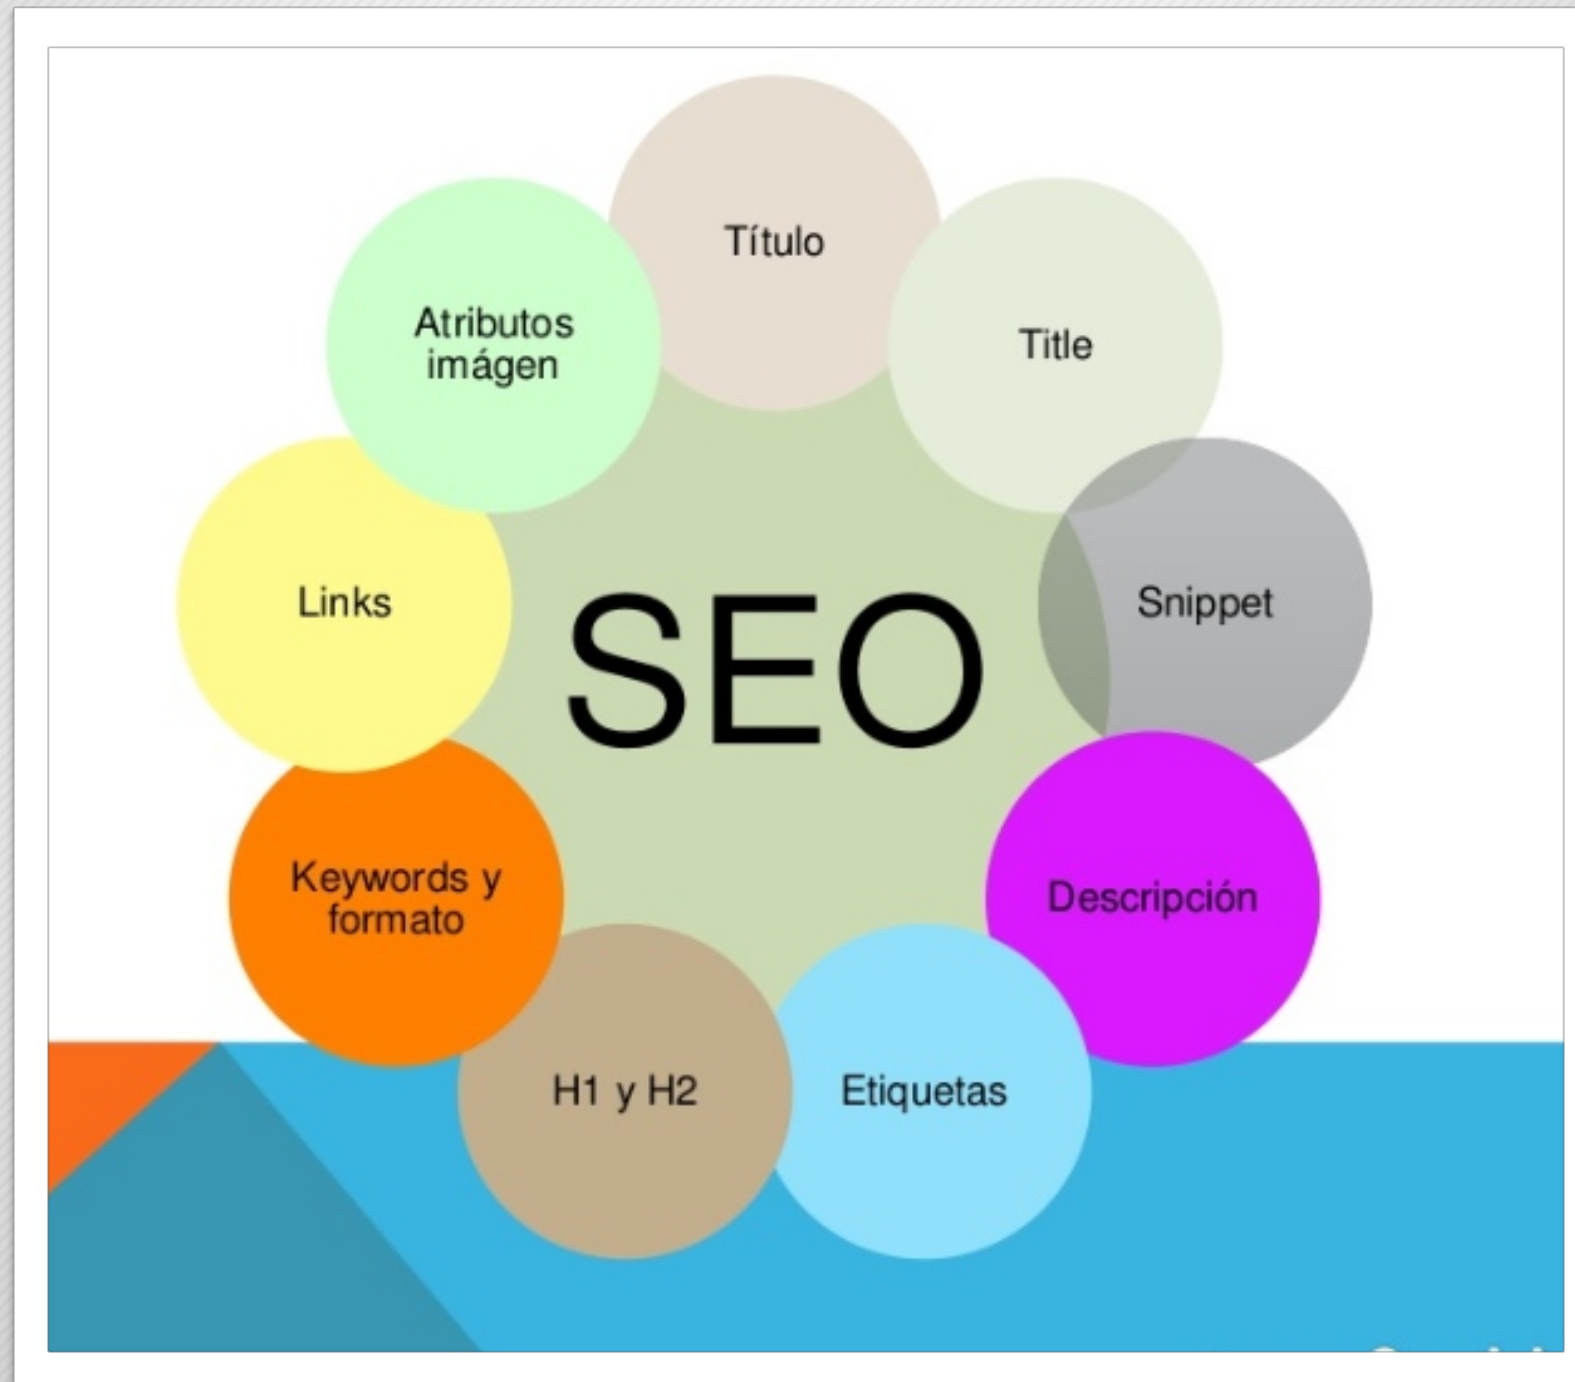 Título
Title
Snippet
Descripción
Etiquetas
H1 y H2
Keywords y
formato
Links
Atributos
imágen
SEO